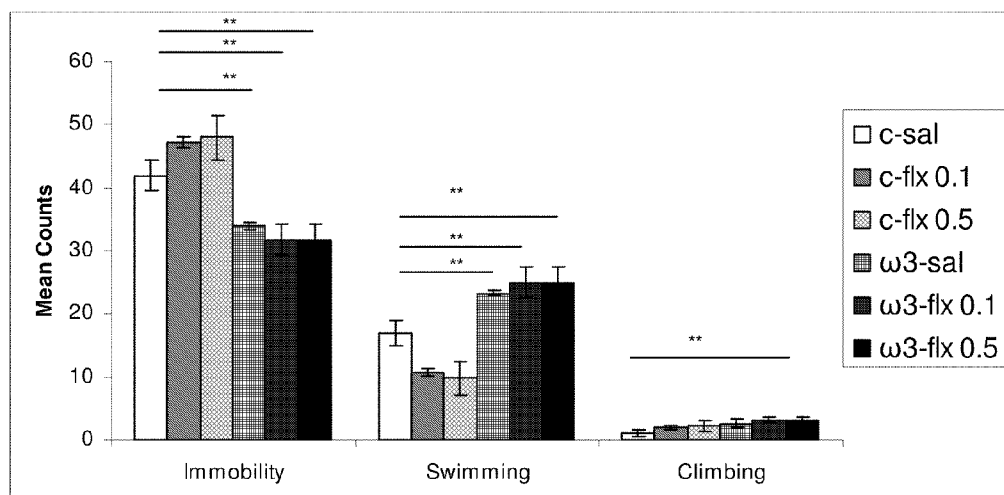 **
**
**
**
**
**
**
60
50
40
30
20
10
0
Mean Counts
Immobility
Swimming
Climbing
c-sal
c-flx 0.1
c-flx 0.5
ω3-sal
ω3-flx 0.1
ω3-flx 0.5